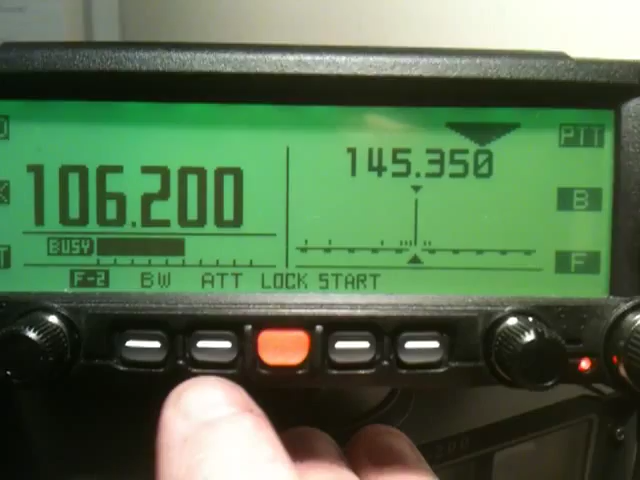 145.350
PTT
106.200
B
BUSY
F
F-2 BW ATT LOCK START